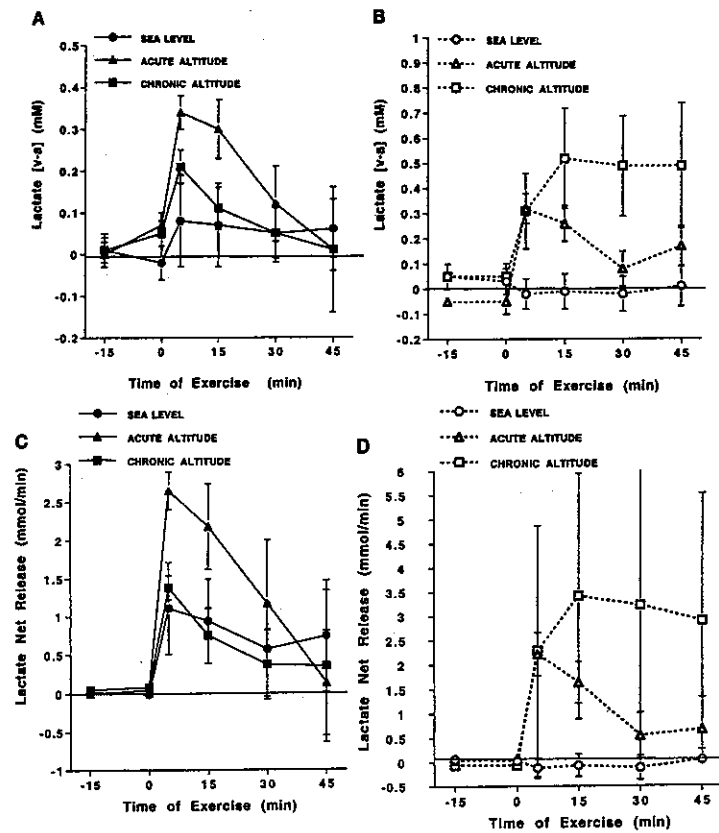 A
SEA LEVEL
ACUTE ALTITUDE
CHRONIC ALTITUDE
Lactate [v-a] (mM)
0.5
0.4
0.3
0.2
0.1
0
-0.1
-0.2
-15 0 15 30 45
Time of Exercise (min)
B
SEA LEVEL
ACUTE ALTITUDE
CHRONIC ALTITUDE
Lactate [v-a] (mM)
1
0.9
0.8
0.7
0.6
0.5
0.4
0.3
0.2
0.1
0
-0.1
-0.2
-15 0 15 30 45
Time of Exercise (min)
C
SEA LEVEL
ACUTE ALTITUDE
CHRONIC ALTITUDE
Lactate Net Release (mmol/min)
3
2.5
2
1.5
1
0.5
0
-0.5
-1
-15 0 15 30 45
Time of Exercise (min)
D
SEA LEVEL
ACUTE ALTITUDE
CHRONIC ALTITUDE
Lactate Net Release (mmol/min)
6
5.5
5
4.5
4
3.5
3
2.5
2
1.5
1
0.5
0
-0.5
-15 0 15 30 45
Time of Exercise (min)